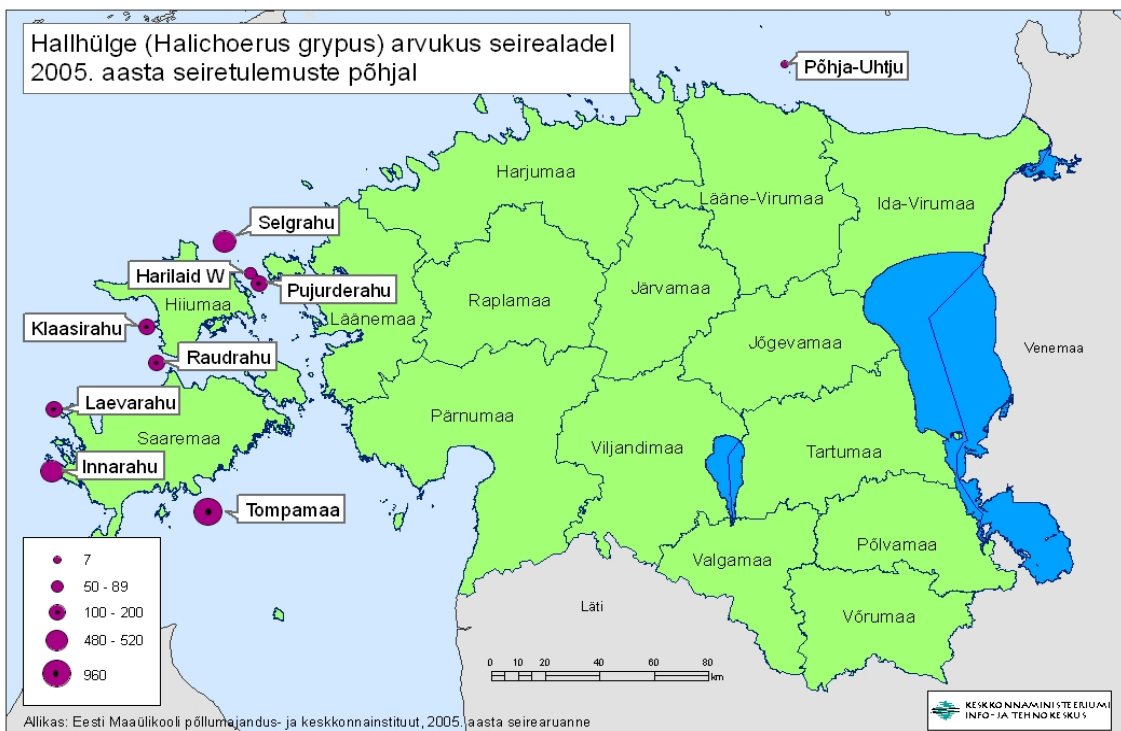 Hallhülge (Halichoerus grypus) arvukus seirealadel
2005. aasta seiretulemuste põhjal
Põhja-Uhtju
Harjumaa
Lääne-Virumaa
Ida-Virumaa
Selgrahu
Harilaid W
Pujurderahu
Hiiumaa
Läänemaa
Raplamaa
Järvamaa
Klaasirahu
Raudrahu
Jõgevamaa
Venemaa
Laevarahu
Pärnumaa
Saaremaa
Viljandimaa
Tartumaa
Innarahu
Tompamaa
Valgamaa
Põlvamaa
Võrumaa
Läti
7
50 - 89
100 - 200
480 - 520
960
0 10 20 40 60 80
km
Allikas: Eesti Maaülikooli põllumajandus- ja keskkonnainstituut, 2005. aasta seirearuanne
KESKKONNAMINISTEERIUMI
INFO- JA TEHNOKESKUS